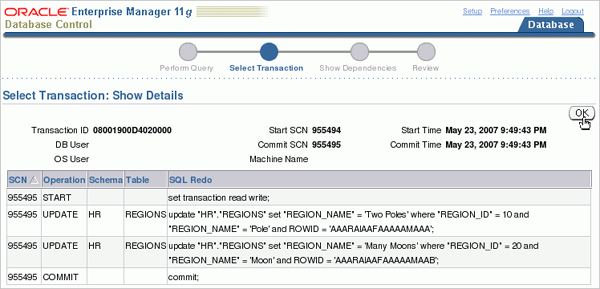 ORACLE Enterprise Manager 11g
Database Control
Setup Preferences Help Logout
Database
Perform Query Select Transaction Show Dependencies Review
Select Transaction: Show Details
OK
Transaction ID 08001900D4020000 Start SCN 955494 Start Time May 23, 2007 9:49:43 PM
DB User Commit SCN 955495 Commit Time May 23, 2007 9:49:43 PM
OS User Machine Name
SCN Operation Schema Table SQL Redo
955495 START set transaction read write;
955495 UPDATE HR REGIONS update "HR"."REGIONS" set "REGION_NAME" = 'Two Poles' where "REGION_ID" = 10 and
"REGION_NAME" = 'Pole' and ROWID = 'AAARAIAAFAAAAAMAAA';
955495 UPDATE HR REGIONS update "HR"."REGIONS" set "REGION_NAME" = 'Many Moons' where "REGION_ID" = 20 and
"REGION_NAME" = 'Moon' and ROWID = 'AAARAIAAFAAAAAMAAB';
955495 COMMIT commit;